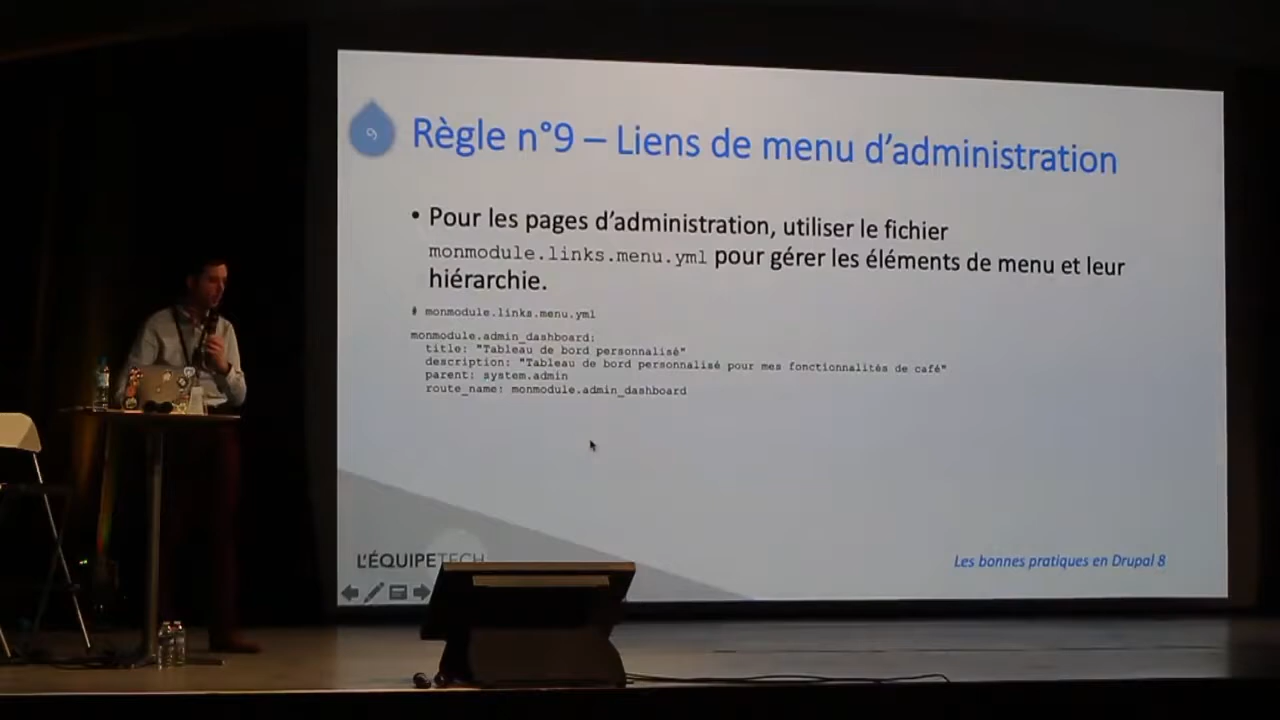 9
Règle n°9 – Liens de menu d’administration
• Pour les pages d’administration, utiliser le fichier
monmodule.links.menu.yml pour gérer les éléments de menu et leur
hiérarchie.
# monmodule.links.menu.yml
monmodule.admin_dashboard:
title: "Tableau de bord personnalisé"
description: "Tableau de bord personnalisé pour mes fonctionnalités de café"
parent: system.admin
route_name: monmodule.admin_dashboard
L’ÉQUIPETECH
Les bonnes pratiques en Drupal 8